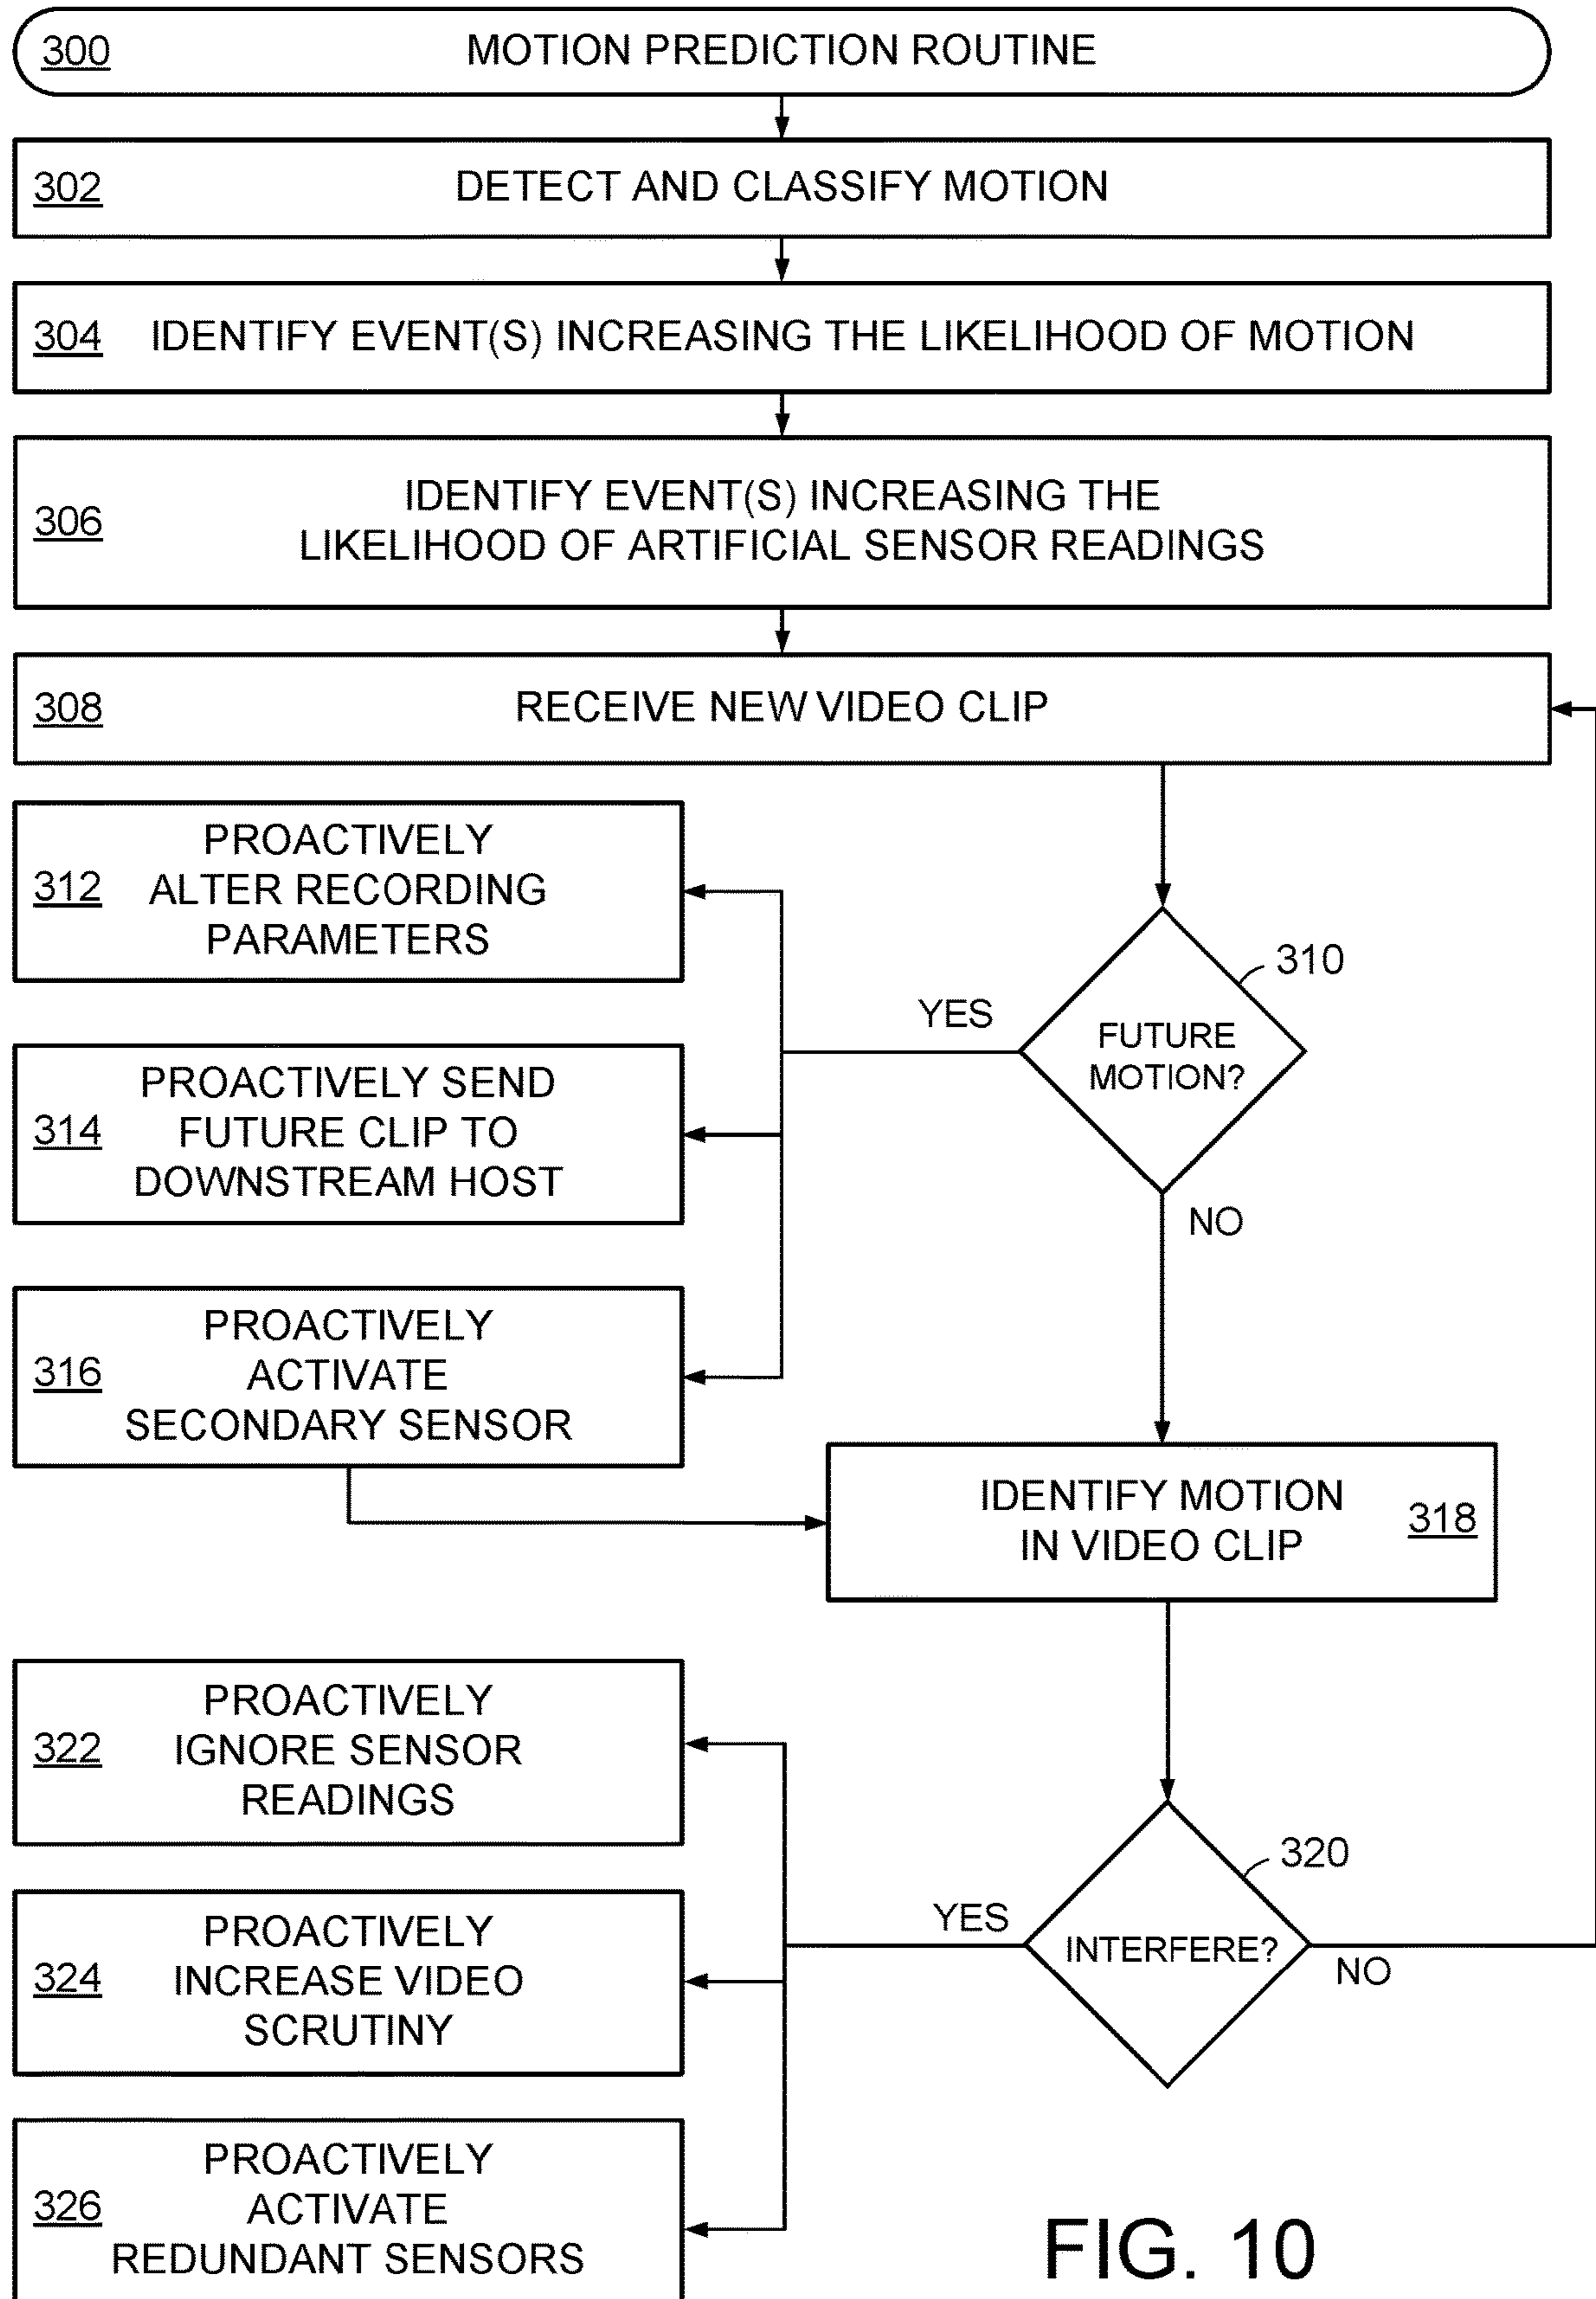 300 MOTION PREDICTION ROUTINE
302 DETECT AND CLASSIFY MOTION
304 IDENTIFY EVENT(S) INCREASING THE LIKELIHOOD OF MOTION
306
IDENTIFY EVENT(S) INCREASING THE
LIKELIHOOD OF ARTIFICIAL SENSOR READINGS
308 RECEIVE NEW VIDEO CLIP
312
PROACTIVELY
ALTER RECORDING
PARAMETERS
310
FUTURE
MOTION?
YES
NO
314
PROACTIVELY SEND
FUTURE CLIP TO
DOWNSTREAM HOST
316
PROACTIVELY
ACTIVATE
SECONDARY SENSOR
IDENTIFY MOTION
IN VIDEO CLIP
318
322
PROACTIVELY
IGNORE SENSOR
READINGS
320
INTERFERE?
YES
NO
324
PROACTIVELY
INCREASE VIDEO
SCRUTINY
326
PROACTIVELY
ACTIVATE
REDUNDANT SENSORS
FIG. 10